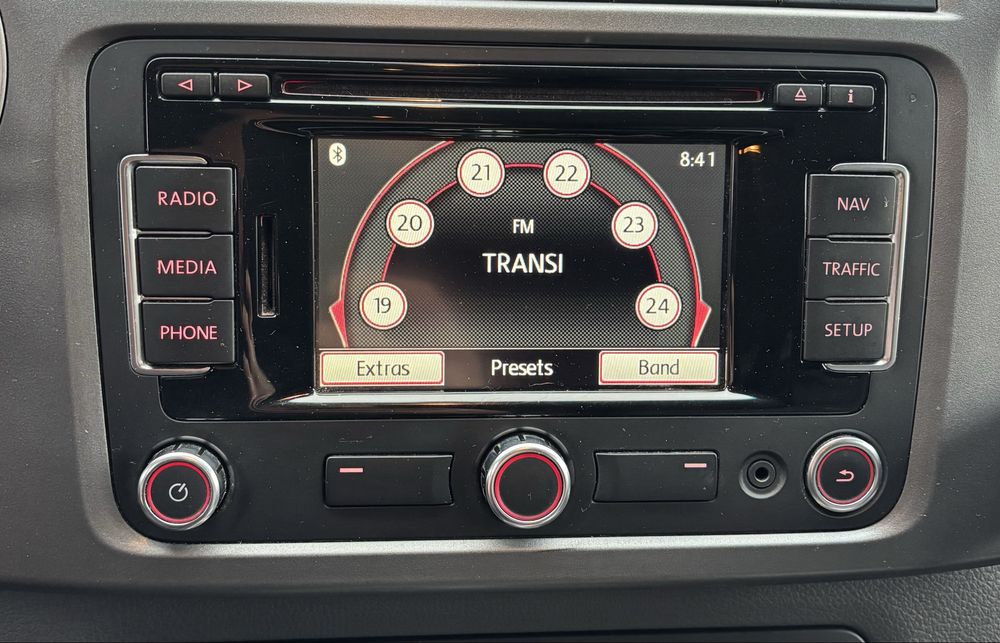 i
8:41
21
22
20
23
19
24
FM
TRANSI
Extras
Presets
Band
RADIO
MEDIA
PHONE
NAV
TRAFFIC
SETUP